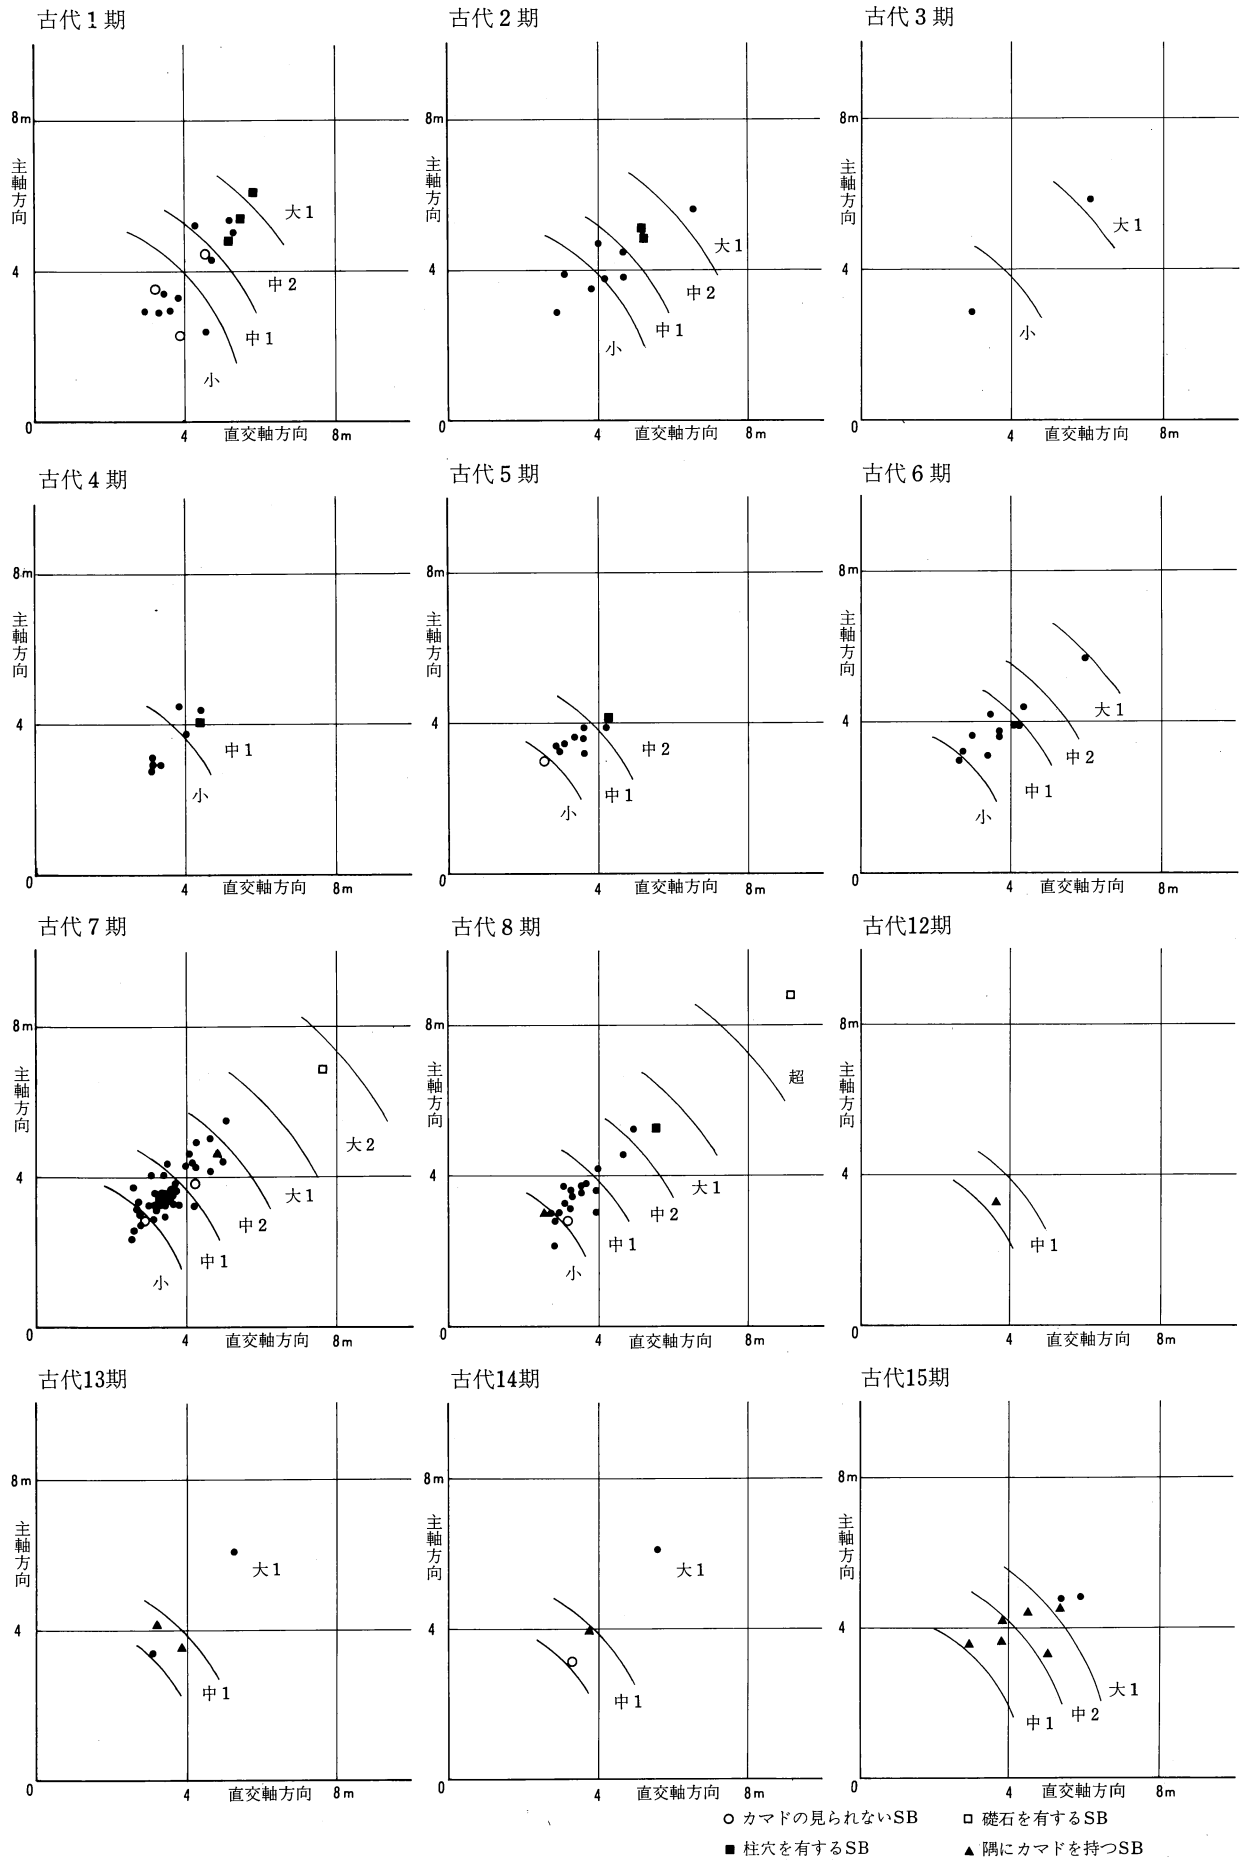 古代1期
8m
主軸方向
4
0
4
直交軸方向
8m
大1
中2
中1
小
古代2期
8m
主軸方向
4
0
4
直交軸方向
8m
大1
中2
中1
小
古代3期
8m
主軸方向
4
0
4
直交軸方向
8m
大1
小
古代4期
8m
主軸方向
4
0
4
直交軸方向
8m
中1
小
古代5期
8m
主軸方向
4
0
4
直交軸方向
8m
中2
中1
小
古代6期
8m
主軸方向
4
0
4
直交軸方向
8m
大1
中2
中1
小
古代7期
8m
主軸方向
4
0
4
直交軸方向
8m
大2
大1
中2
中1
小
古代8期
8m
主軸方向
4
0
4
直交軸方向
8m
超
大1
中2
中1
小
古代12期
8m
主軸方向
4
0
4
直交軸方向
8m
中1
古代13期
8m
主軸方向
4
0
4
直交軸方向
8m
大1
中1
古代14期
8m
主軸方向
4
0
4
直交軸方向
8m
大1
中1
古代15期
8m
主軸方向
4
0
4
直交軸方向
8m
大1
中2
中1
○ カマドの見られないSB
□ 礎石を有するSB
■ 柱穴を有するSB
▲ 隅にカマドを持つSB